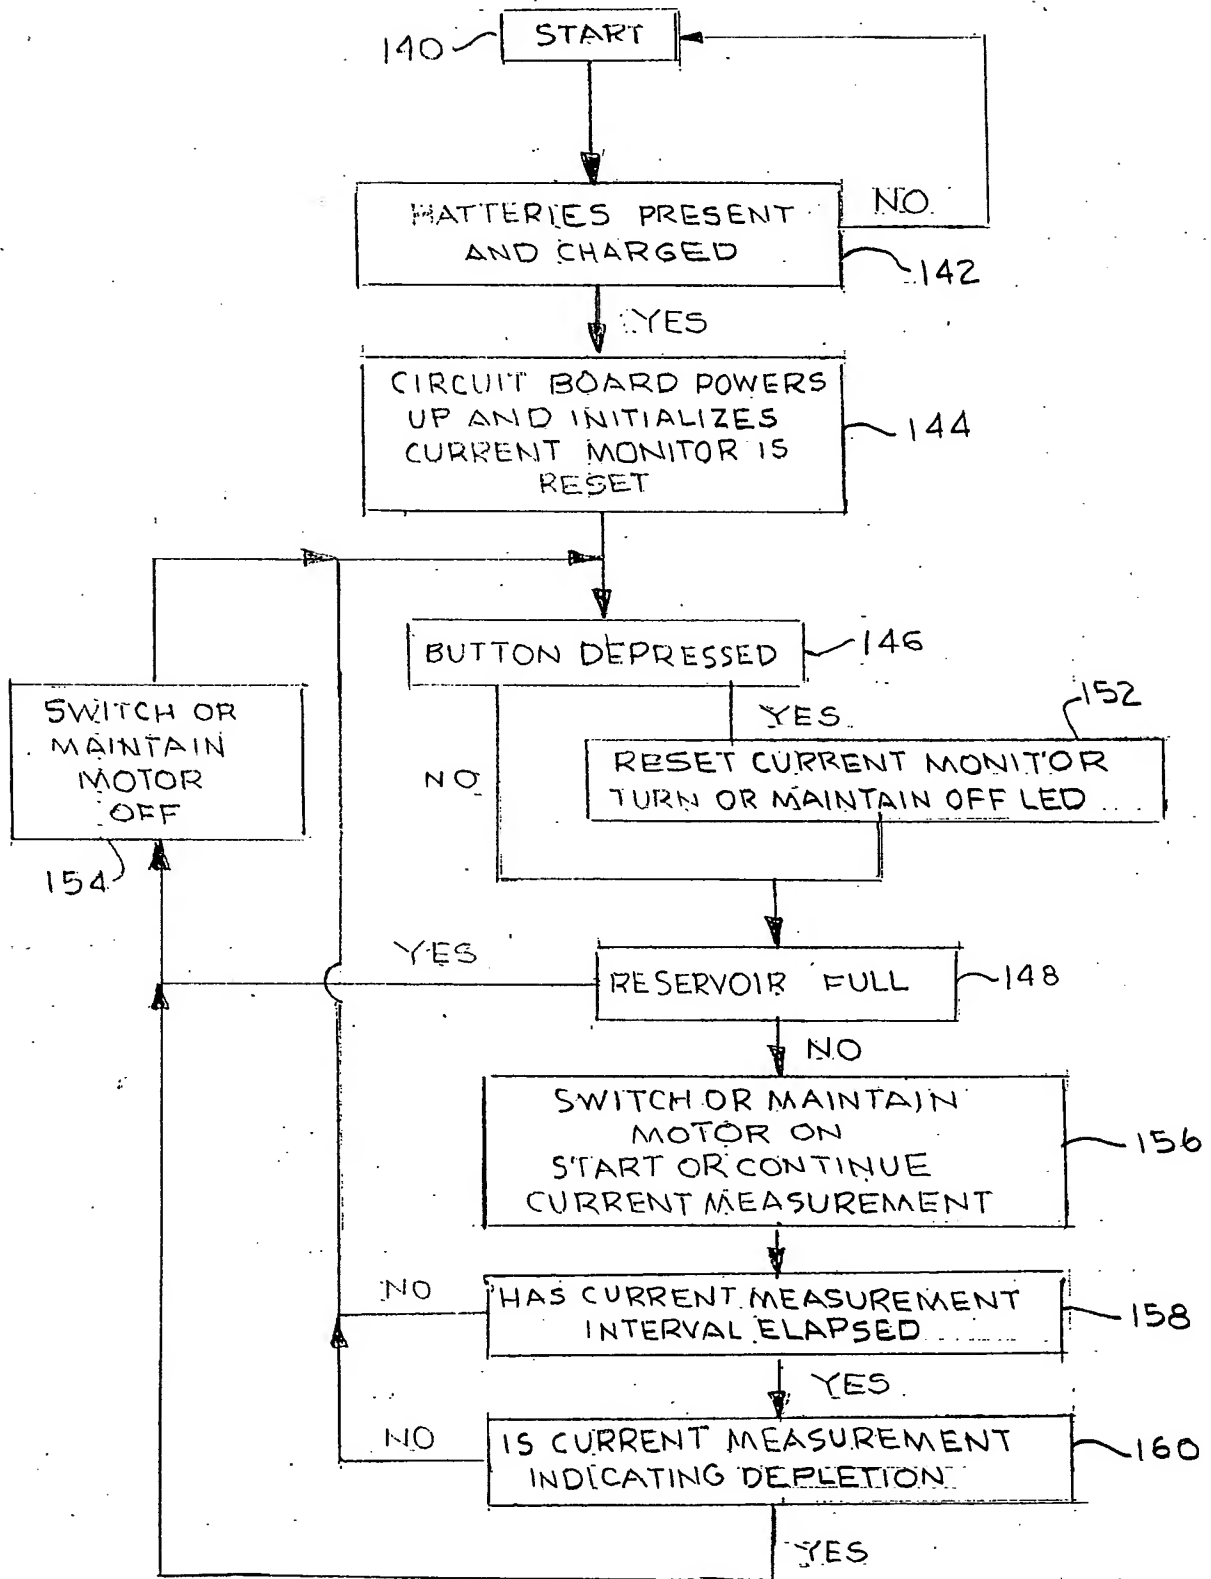 START
140
BATTERIES PRESENT
AND CHARGED
NO
142
YES
CIRCUIT BOARD POWERS
UP AND INITIALIZES
CURRENT MONITOR IS
RESET
144
BUTTON DEPRESSED
146
YES
152
NO
RESET CURRENT MONITOR
TURN OR MAINTAIN OFF LED
SWITCH OR
MAINTAIN
MOTOR
OFF
154
YES
RESERVOIR FULL
148
NO
SWITCH OR MAINTAIN
MOTOR ON
START OR CONTINUE
CURRENT MEASUREMENT
156
NO
HAS CURRENT MEASUREMENT
INTERVAL ELAPSED
158
YES
NO
IS CURRENT MEASUREMENT
INDICATING DEPLETION
160
YES